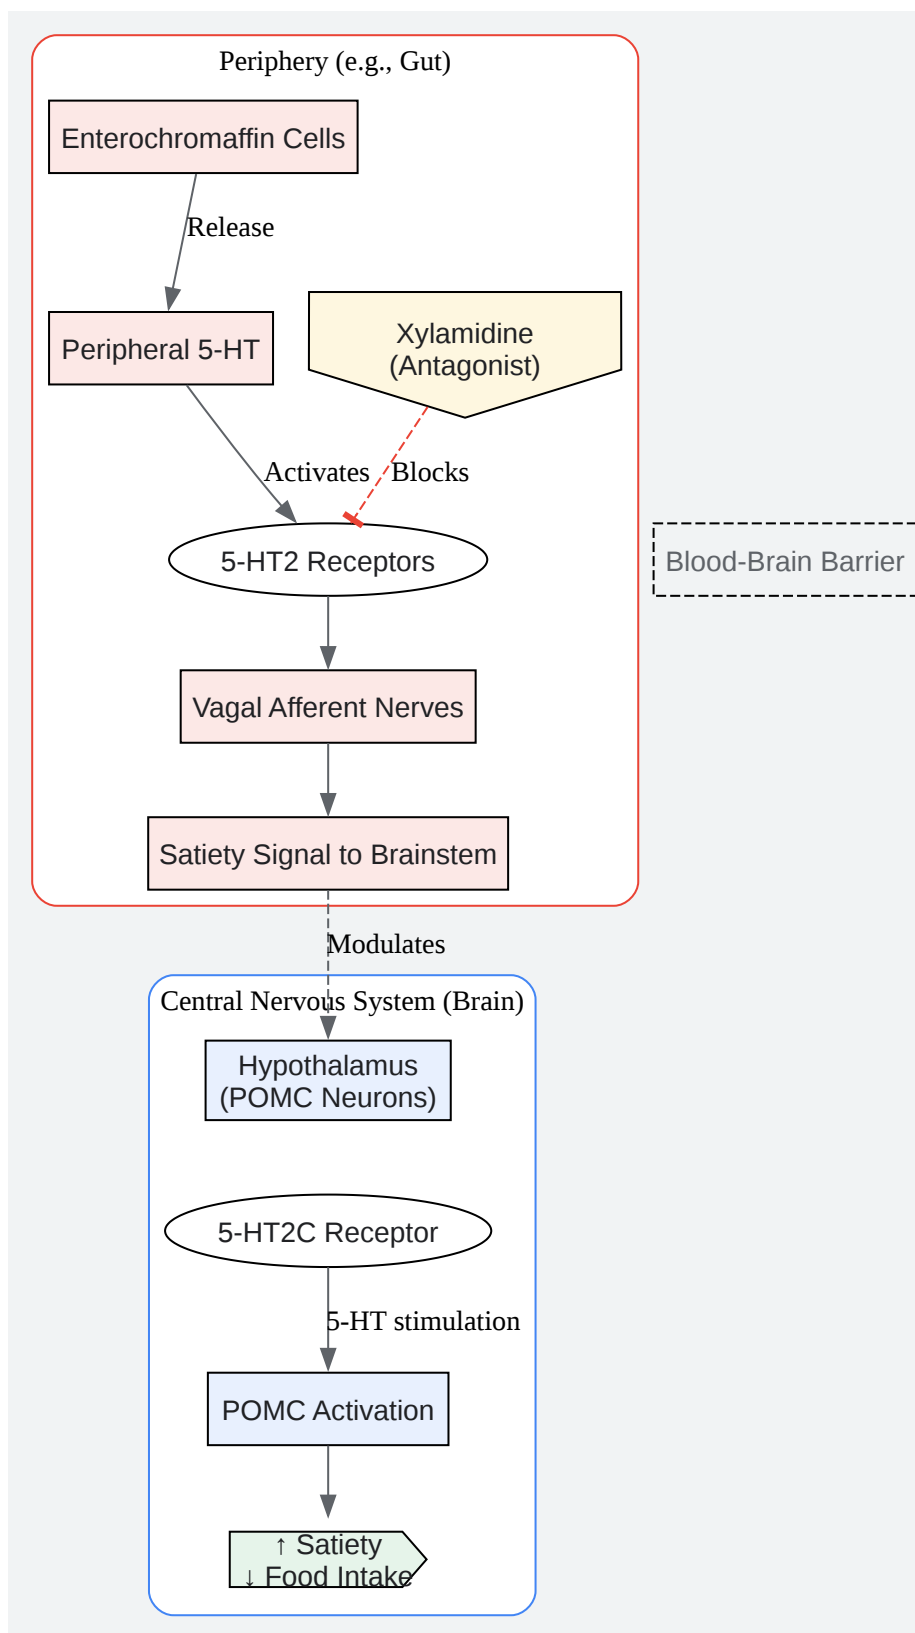 Periphery (e.g., Gut)
Enterochromaffin Cells
Release
Peripheral 5-HT
Xylamidine
(Antagonist)
Activates
Blocks
5-HT2 Receptors
Blood-Brain Barrier
Vagal Afferent Nerves
Satiety Signal to Brainstem
Modulates
Central Nervous System (Brain)
Hypothalamus
(POMC Neurons)
5-HT2C Receptor
5-HT stimulation
POMC Activation
↑ Satiety
↓ Food Intake